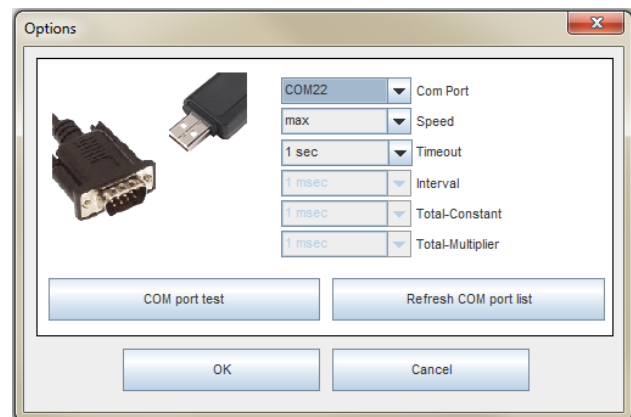 Options
COM22 Com Port
max Speed
1 sec Timeout
1 msec Interval
1 msec Total-Constant
1 msec Total-Multiplier
COM port test Refresh COM port list
OK Cancel